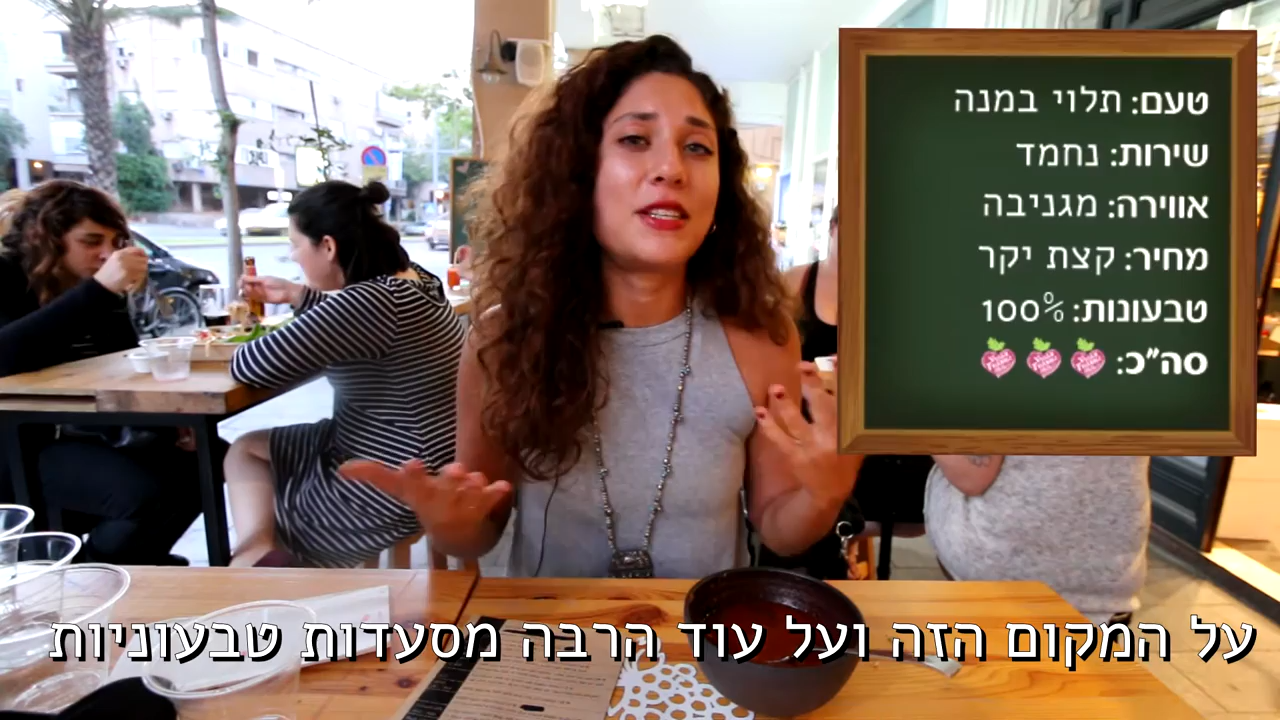 טעם: תלוי במנה
שירות: נחמד
אווירה: מגניבה
מחיר: קצת יקר
טבעונות: 100%
סה״כ:
על המקום הזה ועל עוד הרבה מסעדות טבעוניות